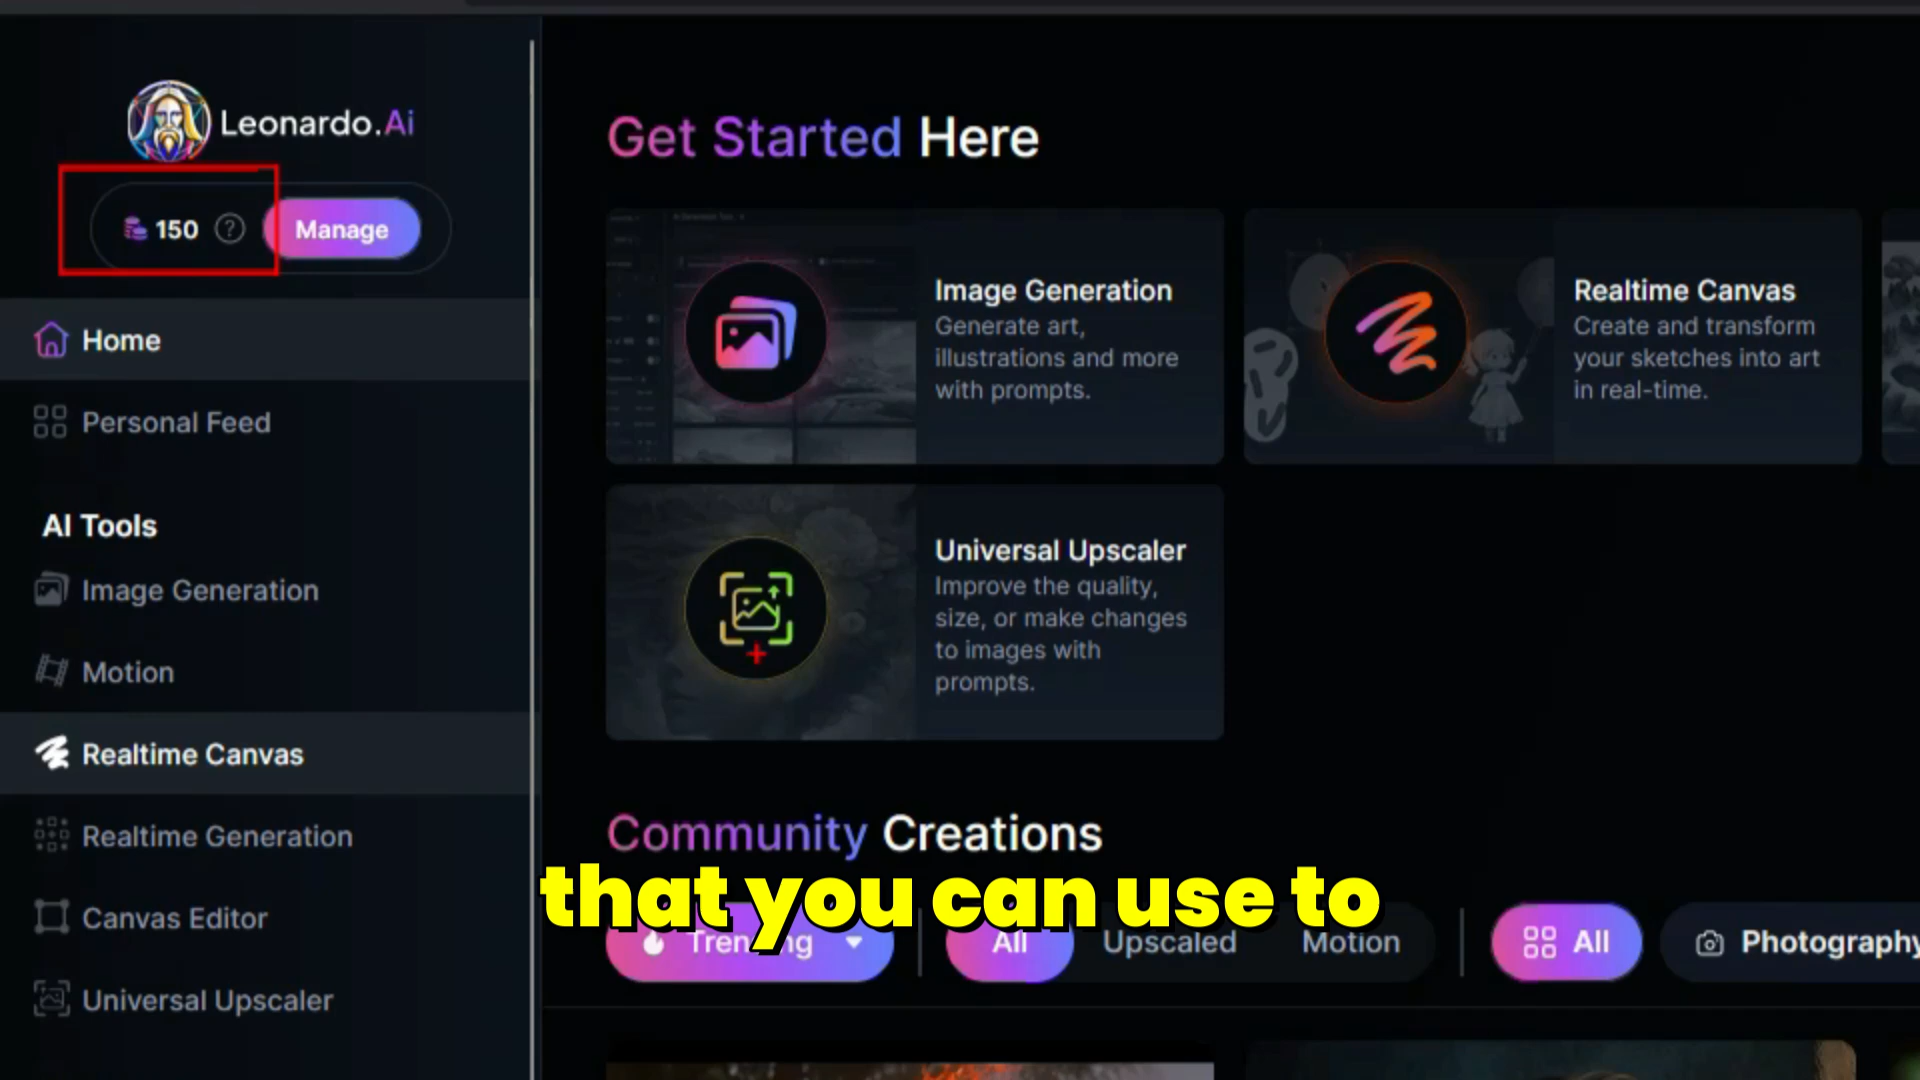 Leonardo.Ai
150
Manage
Home
Personal Feed
AI Tools
Image Generation
Motion
Realtime Canvas
Realtime Generation
Canvas Editor
Universal Upscaler
Get Started Here
Image Generation
Generate art,
illustrations and more
with prompts.
Realtime Canvas
Create and transform
your sketches into art
in real-time.
Universal Upscaler
Improve the quality,
size, or make changes
to images with
prompts.
Community Creations
that you can use to
Trending
All
Upscaled
Motion
All
Photography